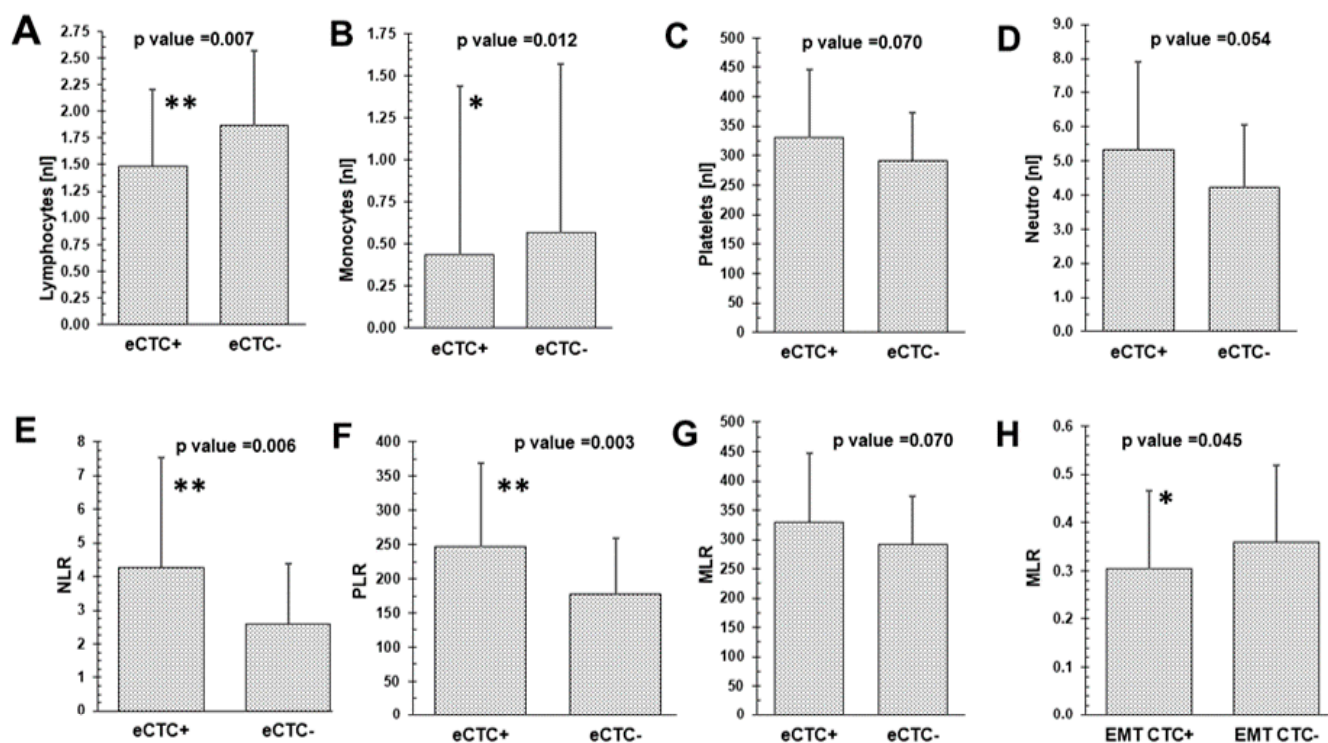 A
p value =0.007
Lymphocytes [nl]
2.75
2.50
2.25
2.00
1.75
1.50
1.25
1.00
0.75
0.50
0.25
0.00
**
eCTC+ eCTC-
B
p value =0.012
Monocytes [nl]
1.75
1.50
1.25
1.00
0.75
0.50
0.25
0.00
*
eCTC+ eCTC-
C
p value =0.070
Platelets [nl]
500
450
400
350
300
250
200
150
100
50
0
eCTC+ eCTC-
D
p value =0.054
Neutro [nl]
9.0
8.0
7.0
6.0
5.0
4.0
3.0
2.0
1.0
0.0
eCTC+ eCTC-
E
p value =0.006
NLR
8
7
6
5
4
3
2
1
0
**
eCTC+ eCTC-
F
p value =0.003
PLR
400
350
300
250
200
150
100
50
0
**
eCTC+ eCTC-
G
p value =0.070
MLR
500
450
400
350
300
250
200
150
100
50
0
eCTC+ eCTC-
H
p value =0.045
MLR
0.6
0.5
0.4
0.3
0.2
0.1
0.0
*
EMT CTC+ EMT CTC-